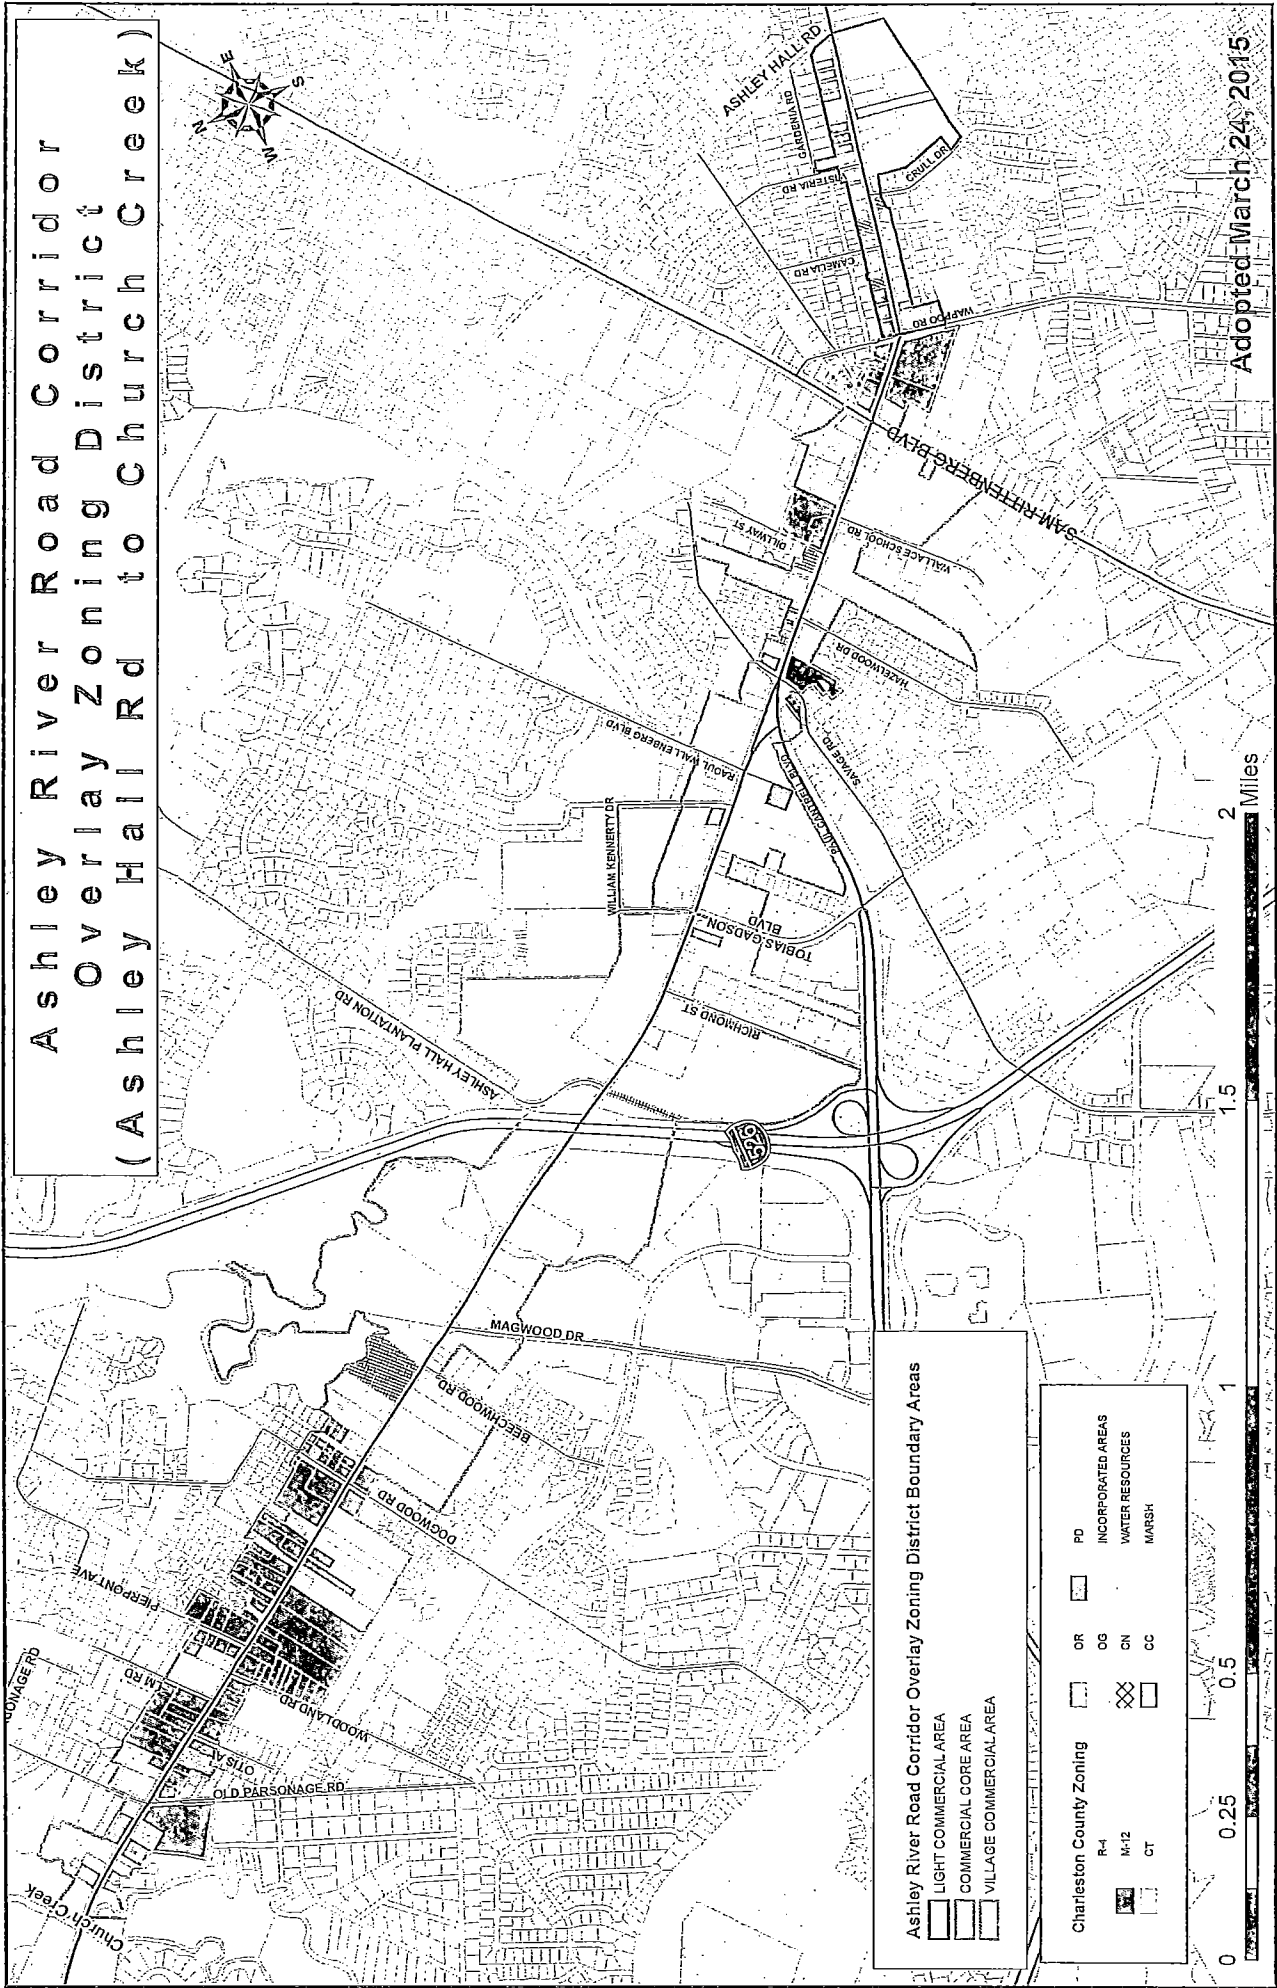 Ashley River Road Corridor
Overlay Zoning District
(Ashley Hall Rd to Church Creek)
N
E
S
W
Church Creek
OLD PARSONAGE RD
OTIS AL
ELM RD
WOODLAND RD
PIERPONT AVE
DOGWOOD RD
BEECHWOOD RD
MAGWOOD DR
ASHLEY HALL PLANTATION RD
526
RICHMOND ST
TOBIAS GADSON
BLVD
WILLIAM KENNERTY DR
RAOUL WALLENBERG BLVD
PAUL CANTRELL BLVD
SAVAGE RD
HAZELWOOD DR
DILLWAY ST
WALLACE SCHOOL RD
SAM RITTENBERG BLVD
WAPPOO RD
CAMELIA RD
GARDENIA RD
CRULL DR
ASHLEY HALL RD
Ashley River Road Corridor Overlay Zoning District Boundary Areas
LIGHT COMMERCIAL AREA
COMMERCIAL CORE AREA
VILLAGE COMMERCIAL AREA
Charleston County Zoning
R-4
M-12
CT
OR
OG
CN
CC
PD
INCORPORATED AREAS
WATER RESOURCES
MARSH
0 0.25 0.5 1 1.5 2
Miles
Adopted March 24, 2015